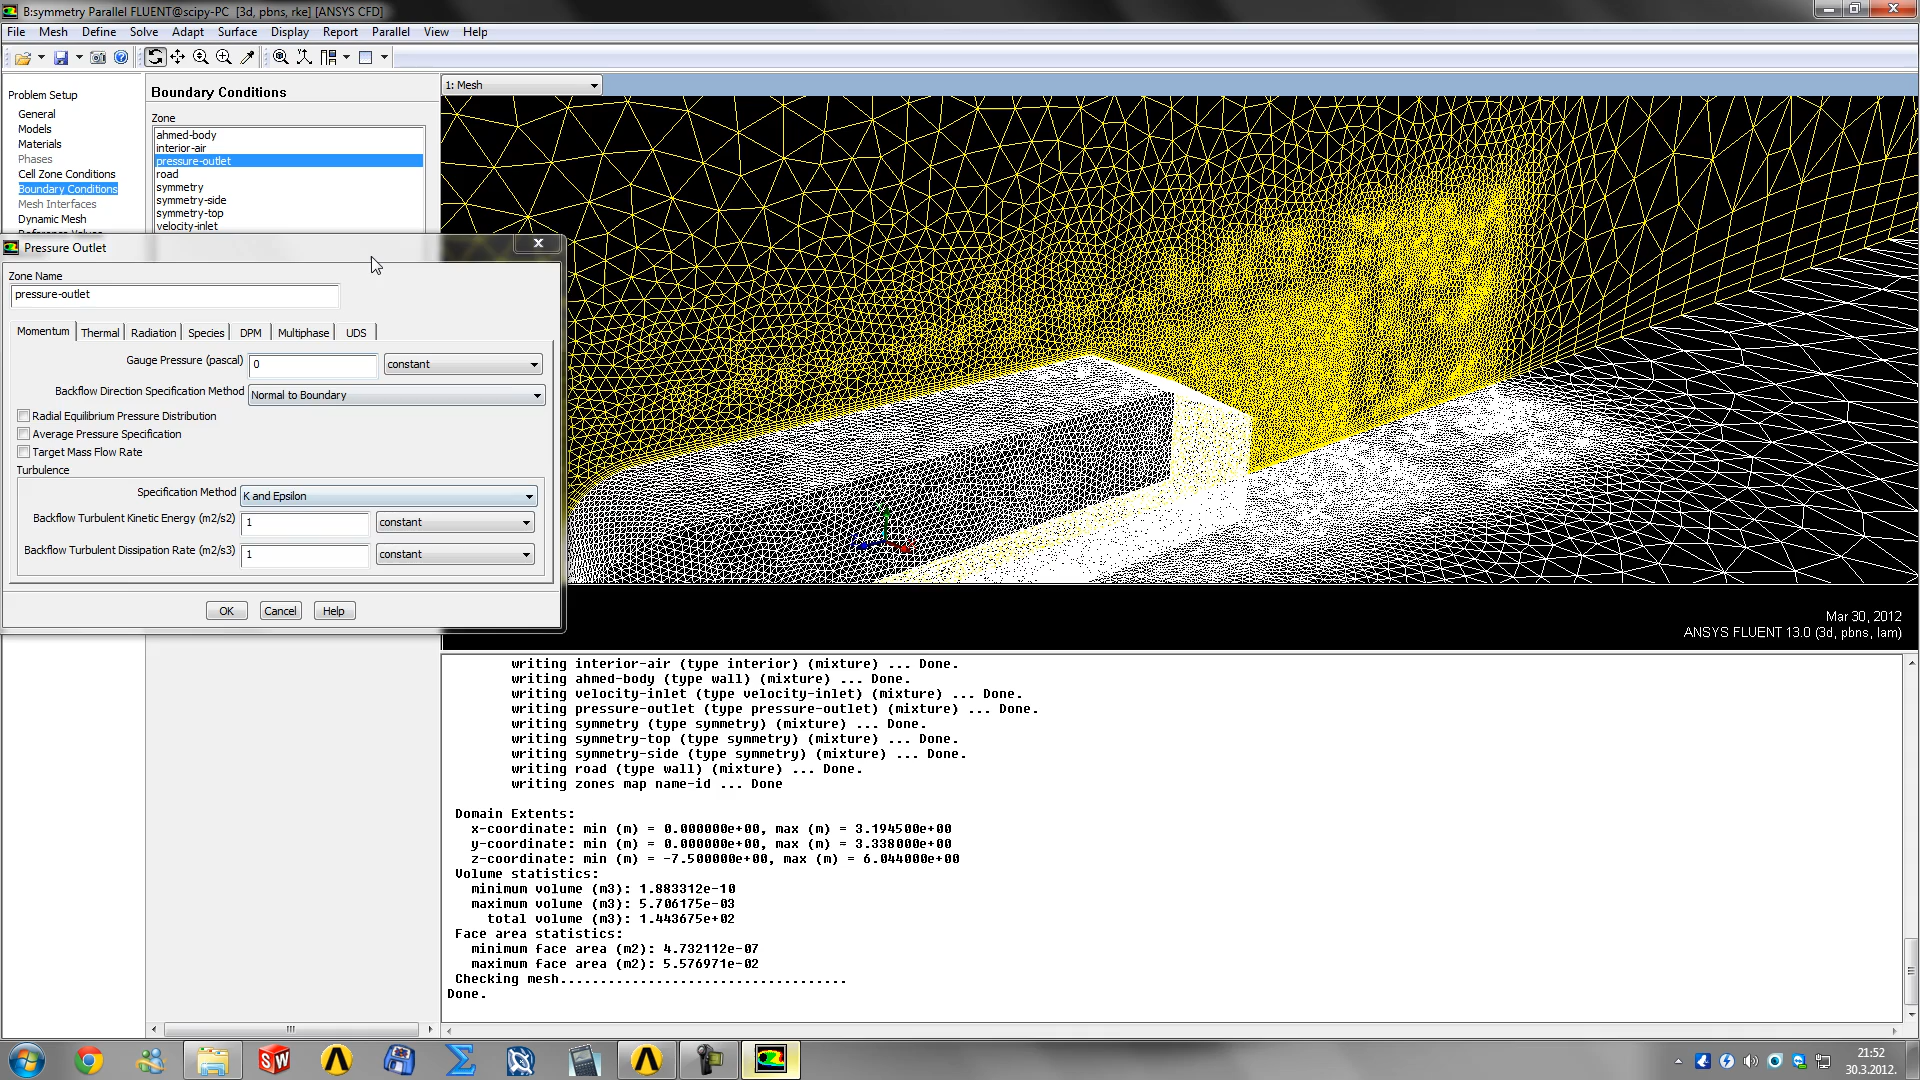 B:symmetry Parallel FLUENT@scipy-PC [3d, pbns, rke] [ANSYS CFD]
File Mesh Define Solve Adapt Surface Display Report Parallel View Help
Problem Setup
General
Models
Materials
Phases
Cell Zone Conditions
Boundary Conditions
Mesh Interfaces
Dynamic Mesh
Boundary Conditions
Zone
ahmed-body
interior-air
pressure-outlet
road
symmetry
symmetry-side
symmetry-top
velocity-inlet
1: Mesh
Pressure Outlet
Zone Name
pressure-outlet
Momentum Thermal Radiation Species DPM Multiphase UDS
Gauge Pressure (pascal) 0 constant
Backflow Direction Specification Method Normal to Boundary
Radial Equilibrium Pressure Distribution
Average Pressure Specification
Target Mass Flow Rate
Turbulence
Specification Method K and Epsilon
Backflow Turbulent Kinetic Energy (m2/s2) 1 constant
Backflow Turbulent Dissipation Rate (m2/s3) 1 constant
OK Cancel Help
Mar 30, 2012
ANSYS FLUENT 13.0 (3d, pbns, lam)
writing interior-air (type interior) (mixture) ... Done.
writing ahmed-body (type wall) (mixture) ... Done.
writing velocity-inlet (type velocity-inlet) (mixture) ... Done.
writing pressure-outlet (type pressure-outlet) (mixture) ... Done.
writing symmetry (type symmetry) (mixture) ... Done.
writing symmetry-top (type symmetry) (mixture) ... Done.
writing symmetry-side (type symmetry) (mixture) ... Done.
writing road (type wall) (mixture) ... Done.
writing zones map name-id ... Done
Domain Extents:
x-coordinate: min (m) = 0.000000e+00, max (m) = 3.194500e+00
y-coordinate: min (m) = 0.000000e+00, max (m) = 3.338000e+00
z-coordinate: min (m) = -7.500000e+00, max (m) = 6.044000e+00
Volume statistics:
minimum volume (m3): 1.883312e-10
maximum volume (m3): 5.706175e-03
total volume (m3): 1.443675e+02
Face area statistics:
minimum face area (m2): 4.732112e-07
maximum face area (m2): 5.576971e-02
Checking mesh....................................
Done.
SW
21:52
30.3.2012.